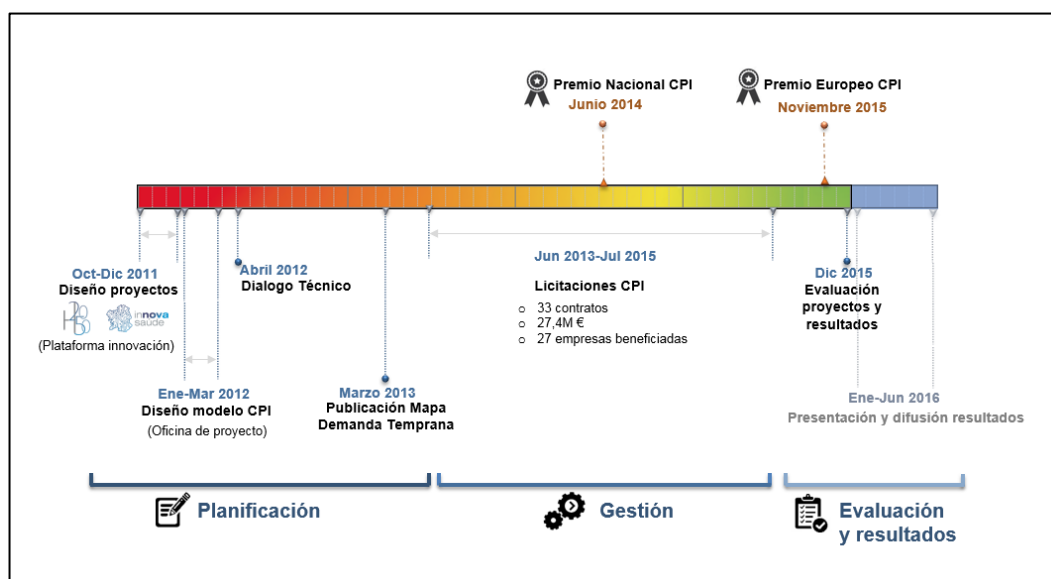 Premio Nacional CPI
Junio 2014
Premio Europeo CPI
Noviembre 2015
Oct-Dic 2011
Diseño proyectos
innova
saude
(Plataforma innovación)
Ene-Mar 2012
Diseño modelo CPI
(Oficina de proyecto)
Abril 2012
Dialogo Técnico
Marzo 2013
Publicación Mapa
Demanda Temprana
Jun 2013-Jul 2015
Licitaciones CPI
o 33 contratos
o 27,4M €
o 27 empresas beneficiadas
Dic 2015
Evaluación
proyectos y
resultados
Ene-Jun 2016
Presentación y difusión resultados
Planificación
Gestión
Evaluación
y resultados